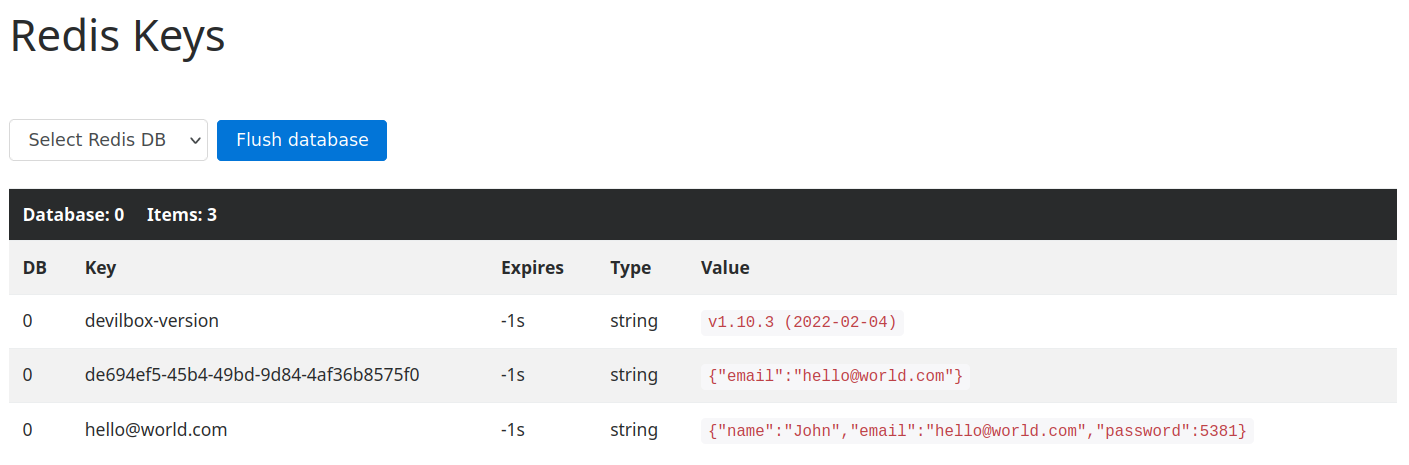 Redis Keys
Select Redis DB Flush database
Database: 0 Items: 3
DB Key Expires Type Value
0 devilbox-version -1s string v1.10.3 (2022-02-04)
0 de694ef5-45b4-49bd-9d84-4af36b8575f0 -1s string {"email":"hello@world.com"}
0 hello@world.com -1s string {"name":"John","email":"hello@world.com","password":5381}